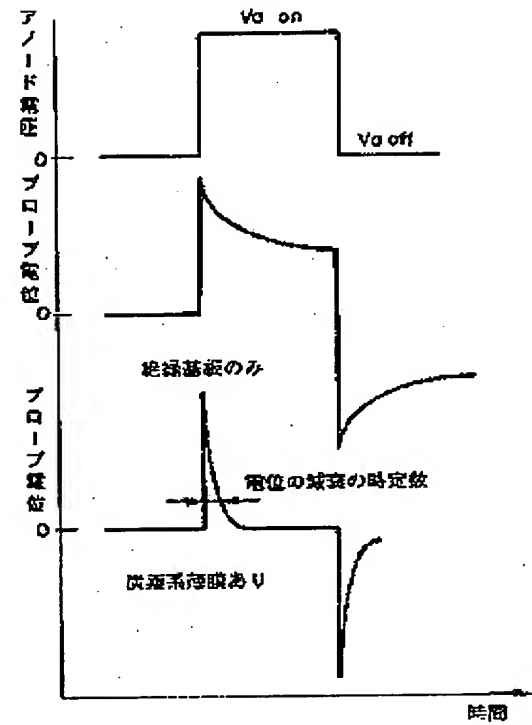 Va on
アノード電圧
0
Va off
プローブ電位
0
絶縁基板のみ
プローブ電位
0
電位の減衰の時定数
炭素系薄膜あり
時間